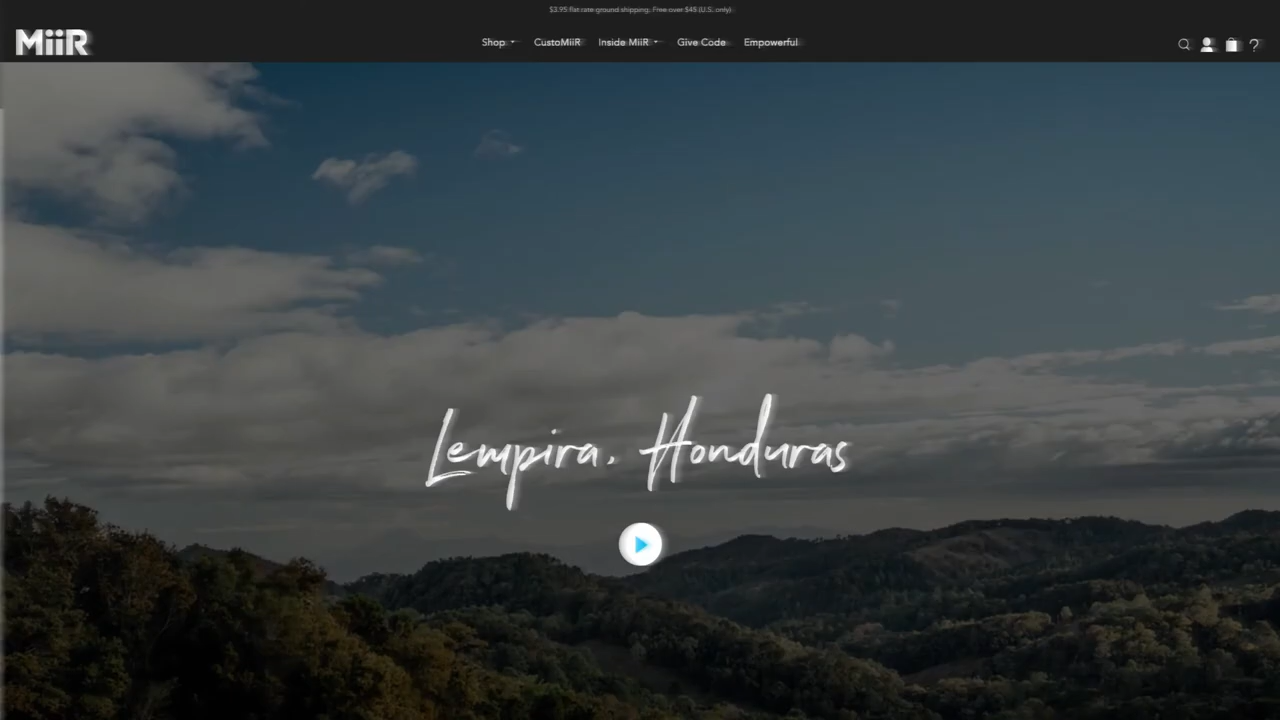 $3.95 flat rate ground shipping. Free over $45 (U.S. only)
MiiR
Shop CustoMiiR Inside MiiR Give Code Empowerful
Lempira, Honduras